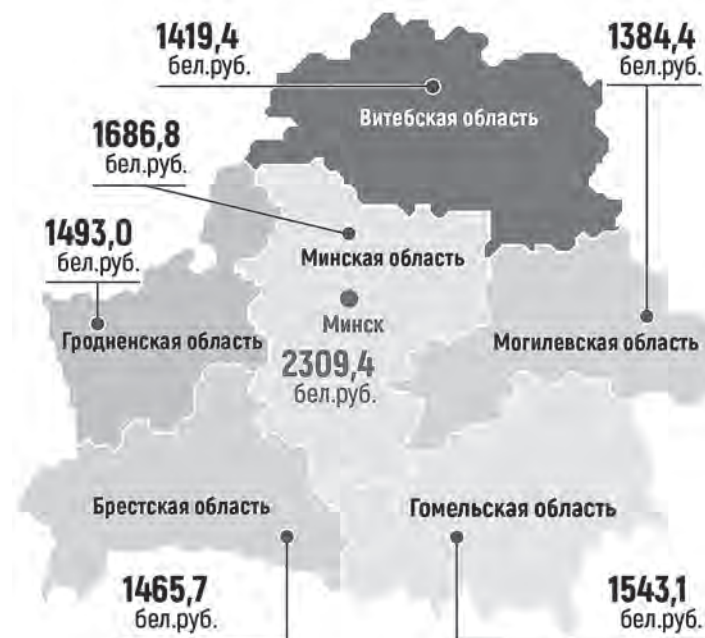 1419,4
бел.руб.
1384,4
бел.руб.
Витебская область
1686,8
бел.руб.
1493,0
бел.руб.
Минская область
Минск
Гродненская область
Могилевская область
2309,4
бел.руб.
Брестская область
Гомельская область
1465,7
бел.руб.
1543,1
бел.руб.